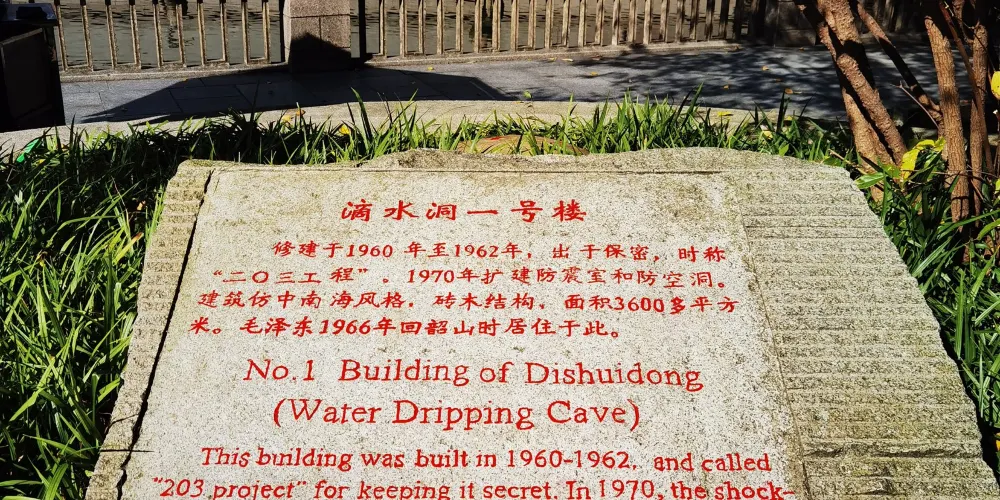 滴水洞一号楼
修建于1960 年至1962年，出于保密，时称
“二〇三工程”。1970年扩建防震室和防空洞。
建筑仿中南海风格，砖木结构，面积3600多平方
米。毛泽东1966年回韶山时居住于此。
No.1 Building of Dishuidong
(Water Dripping Cave)
This building was built in 1960-1962, and called
"203 project" for keeping it secret. In 1970, the shock-